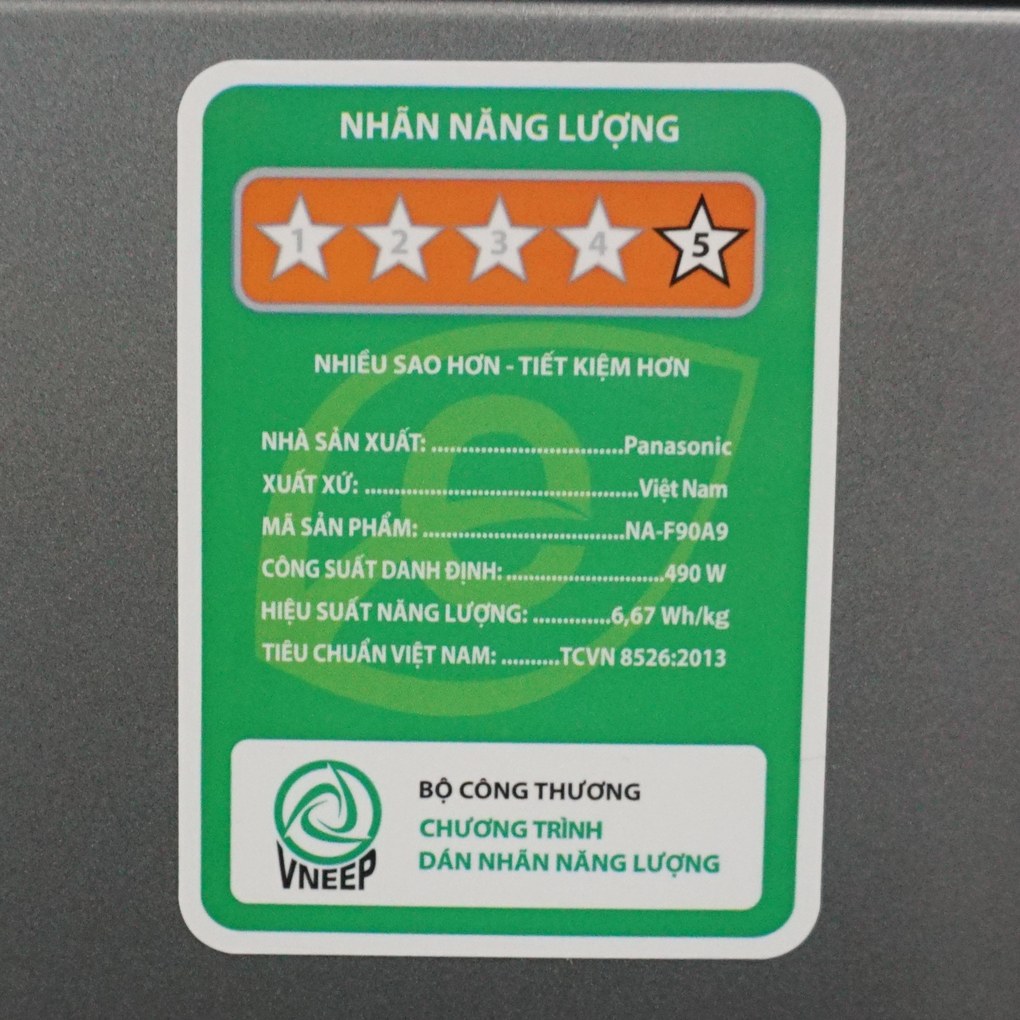 NHÃN NĂNG LƯỢNG
1 2 3 4 5
NHIỀU SAO HƠN - TIẾT KIỆM HƠN
NHÀ SẢN XUẤT: ................................Panasonic
XUẤT XỨ: .............................................Việt Nam
MÃ SẢN PHẨM: .................................NA-F90A9
CÔNG SUẤT DANH ĐỊNH: ..........................490 W
HIỆU SUẤT NĂNG LƯỢNG: .............6,67 Wh/kg
TIÊU CHUẨN VIỆT NAM: ..........TCVN 8526:2013
BỘ CÔNG THƯƠNG
CHƯƠNG TRÌNH
DÁN NHÃN NĂNG LƯỢNG
VNEEP